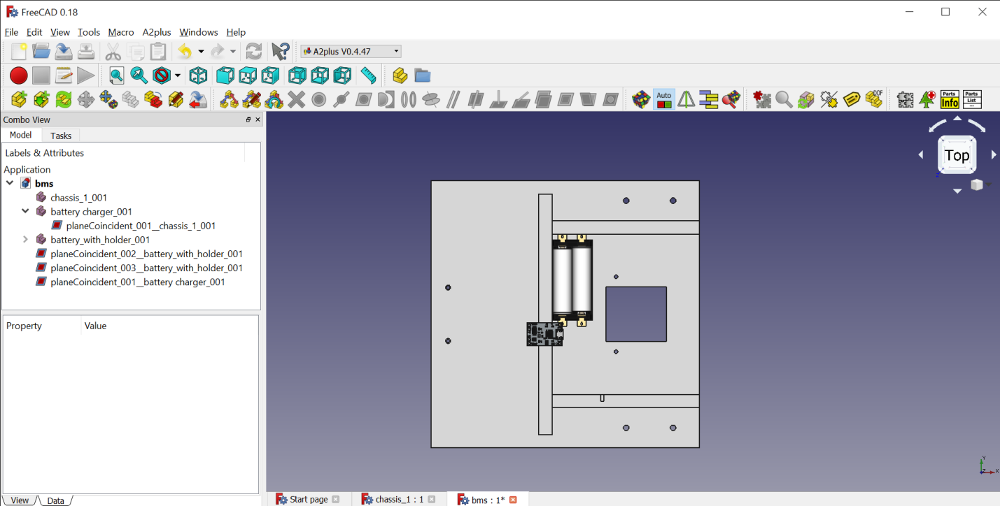 FreeCAD 0.18
File Edit View Tools Macro A2plus Windows Help
A2plus V0.4.47
Auto
DOF
Parts Info
Parts List
Combo View
Model Tasks
Labels & Attributes
Application
bms
chassis_1_001
battery charger_001
planeCoincident_001__chassis_1_001
battery_with_holder_001
planeCoincident_002__battery_with_holder_001
planeCoincident_003__battery_with_holder_001
planeCoincident_001__battery charger_001
Property Value
View Data
Top
Z
Y
Z X
Start page
chassis_1 : 1
bms : 1*